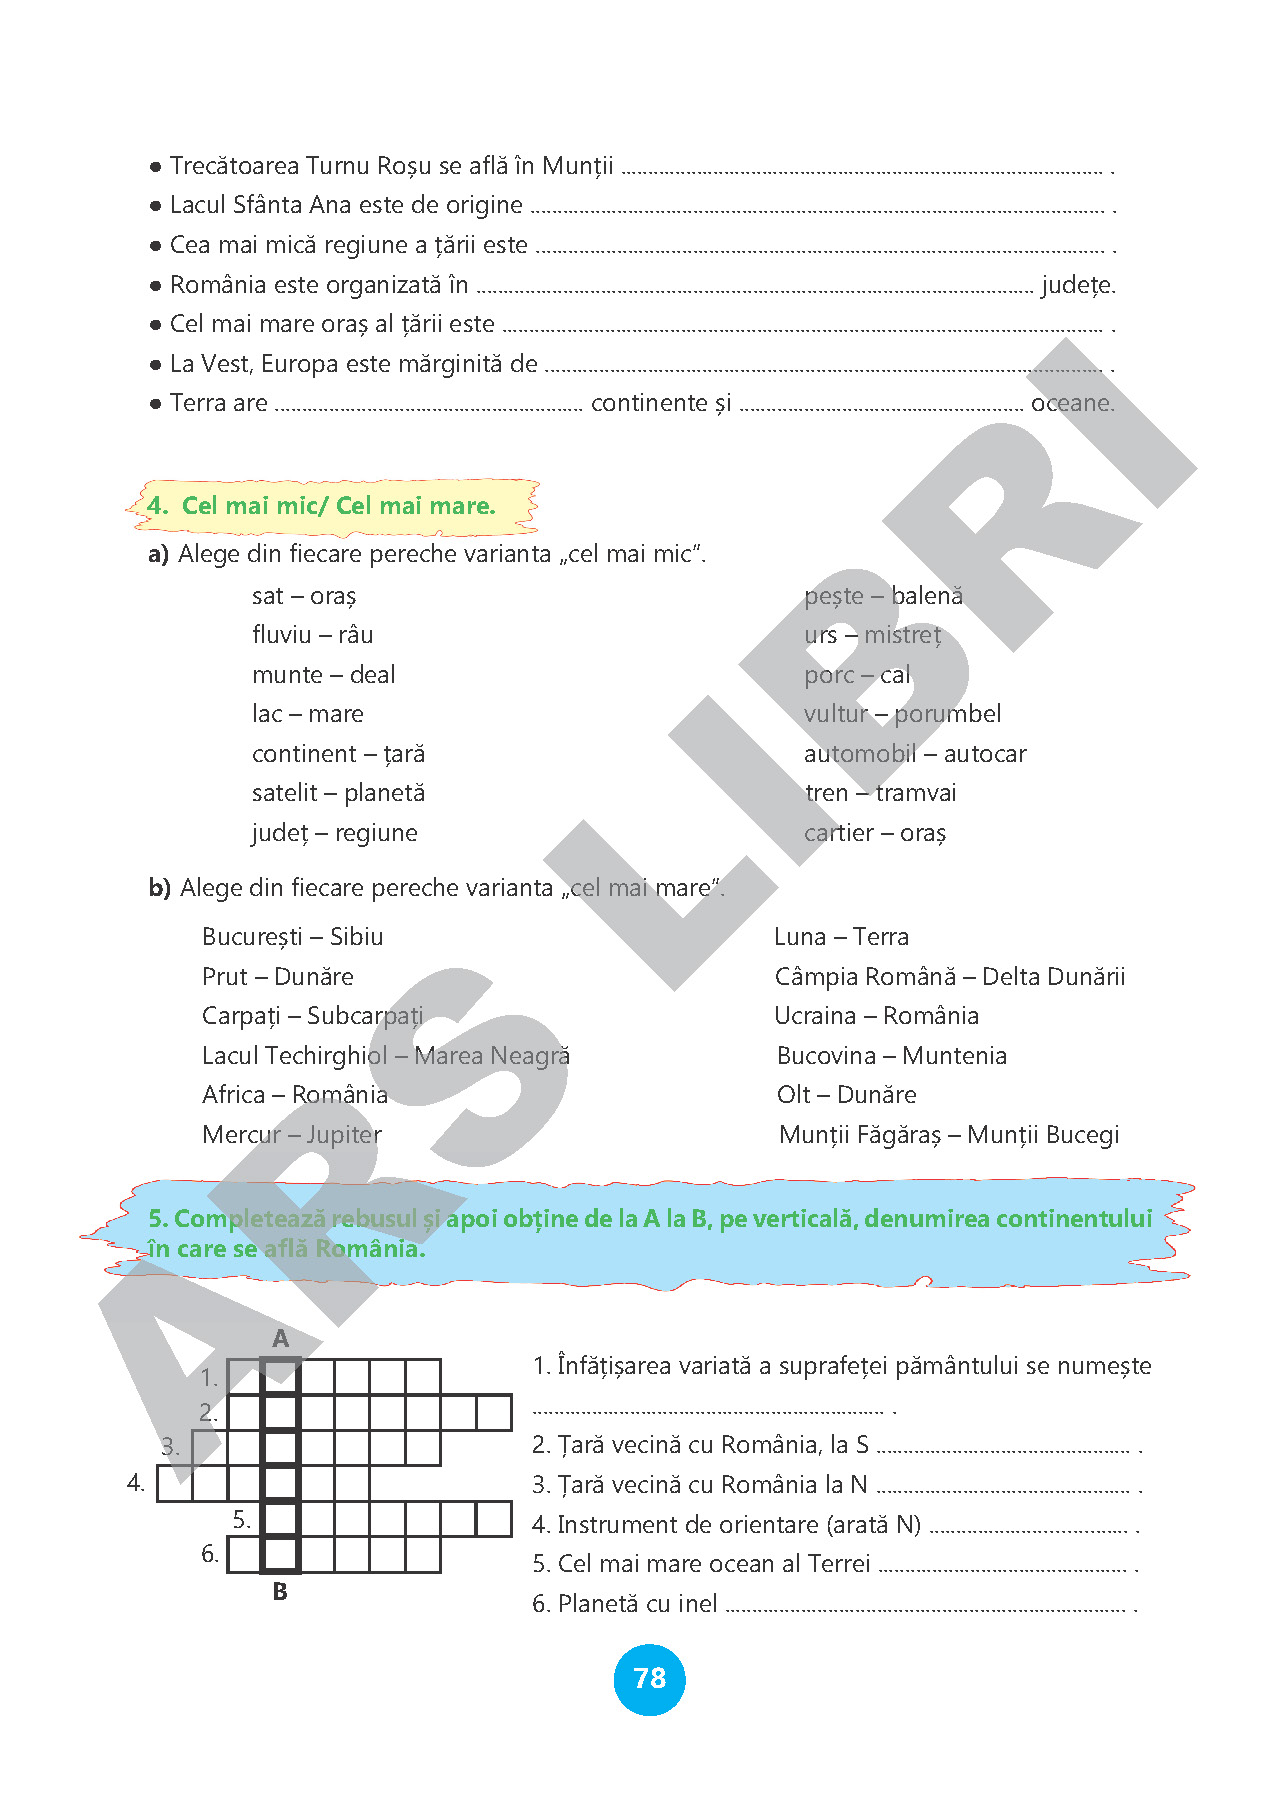 ● Trecătoarea Turnu Roșu se află în Munții ........................................................................................ .
● Lacul Sfânta Ana este de origine ......................................................................................................... .
● Cea mai mică regiune a țării este ........................................................................................................ .
● România este organizată în ...................................................................................................... județe.
● Cel mai mare oraș al țării este .............................................................................................................. .
● La Vest, Europa este mărginită de ...................................................................................................... .
● Terra are ......................................................... continente și ..................................................... oceane.
4. Cel mai mic/ Cel mai mare.
a) Alege din fiecare pereche varianta „cel mai mic”.
sat – oraș pește – balenă
fluviu – râu urs – mistreț
munte – deal porc – cal
lac – mare vultur – porumbel
continent – țară automobil – autocar
satelit – planetă tren – tramvai
județ – regiune cartier – oraș
b) Alege din fiecare pereche varianta „cel mai mare”.
București – Sibiu Luna – Terra
Prut – Dunăre Câmpia Română – Delta Dunării
Carpați – Subcarpați Ucraina – România
Lacul Techirghiol – Marea Neagră Bucovina – Muntenia
Africa – România Olt – Dunăre
Mercur – Jupiter Munții Făgăraș – Munții Bucegi
5. Completează rebusul și apoi obține de la A la B, pe verticală, denumirea continentului
în care se află România.
A
1.
2.
3.
4.
5.
6.
B
1. Înfățișarea variată a suprafeței pământului se numește
................................................................. .
2. Țară vecină cu România, la S ............................................... .
3. Țară vecină cu România la N ............................................... .
4. Instrument de orientare (arată N) ..................................... .
5. Cel mai mare ocean al Terrei .............................................. .
6. Planetă cu inel .......................................................................... .
78
ARS LIBRI